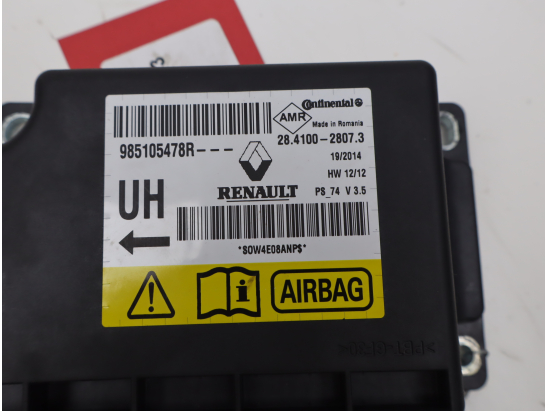 Continental
AMR
Made in Romania
985105478R---
28.4100-2807.3
19/2014
HW 12/12
UH
RENAULT
PS_74 V 3.5
*SOW4E08ANPS*
AIRBAG